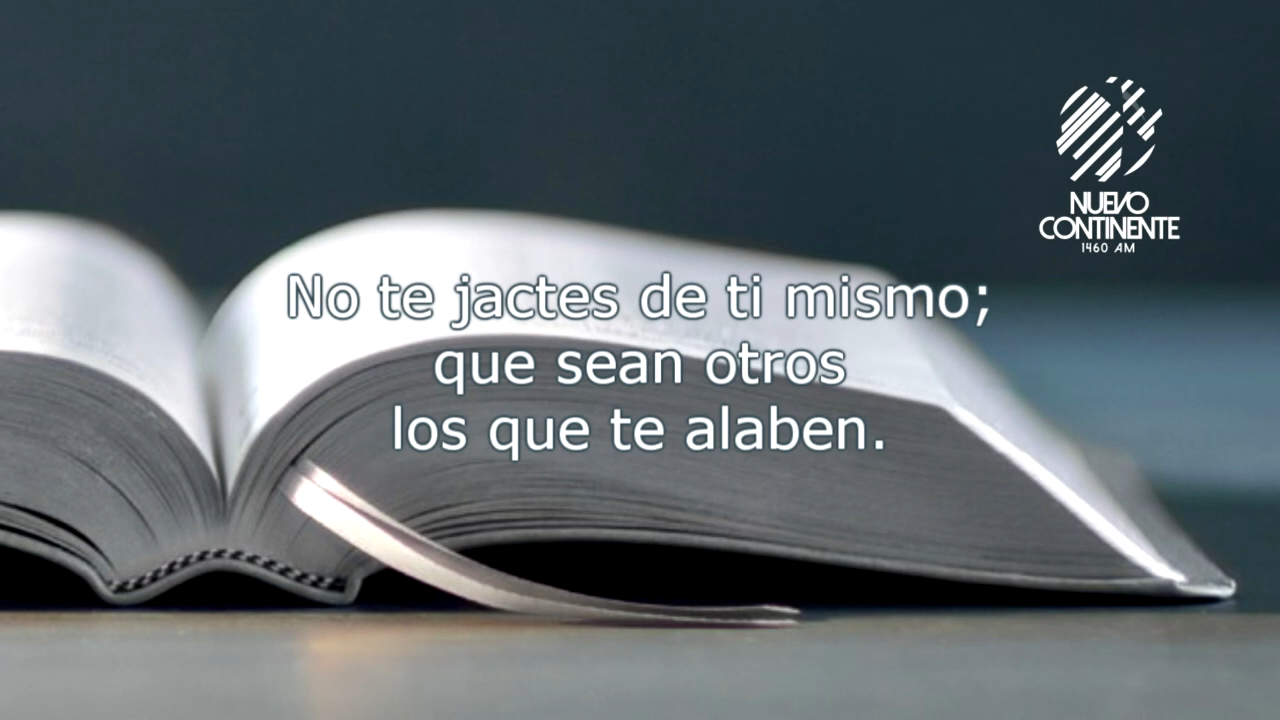 NUEVO
CONTINENTE
1460 AM
No te jactes de ti mismo;
que sean otros
los que te alaben.